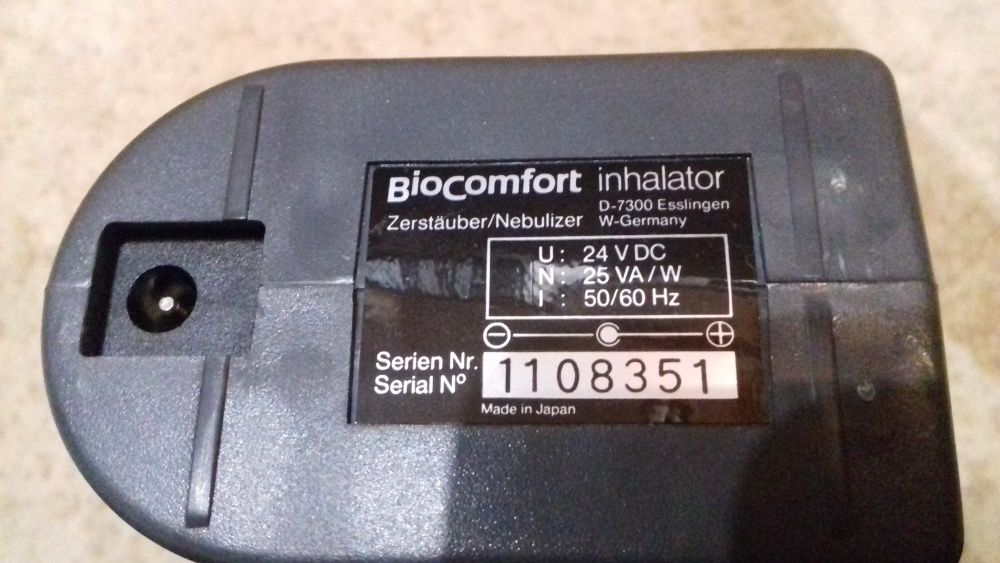 BIOComfort inhalator
D-7300 Esslingen
Zerstäuber/Nebulizer W-Germany
U : 24 V DC
N : 25 VA / W
I : 50/60 Hz
Serien Nr.
Serial Nº 1108351
Made in Japan